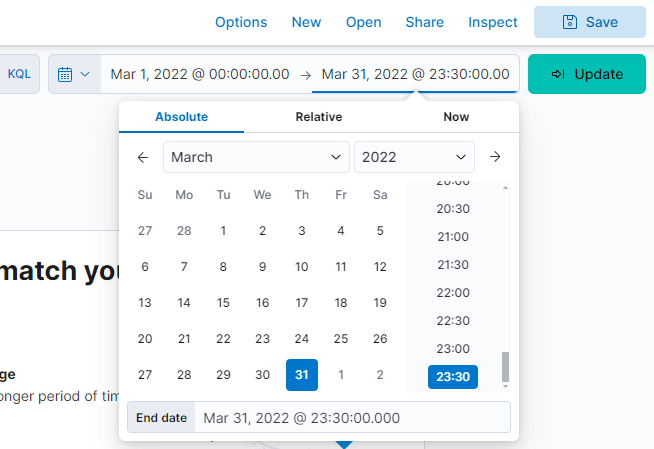 Options New Open Share Inspect Save
KQL Mar 1, 2022 @ 00:00:00.00 → Mar 31, 2022 @ 23:30:00.00 Update
Absolute Relative Now
March 2022
Su Mo Tu We Th Fr Sa
27 28 1 2 3 4 5
6 7 8 9 10 11 12
13 14 15 16 17 18 19
20 21 22 23 24 25 26
27 28 29 30 31 1 2
20:00
20:30
21:00
21:30
22:00
22:30
23:00
23:30
End date Mar 31, 2022 @ 23:30:00.000
match you
ge
onger period of tim